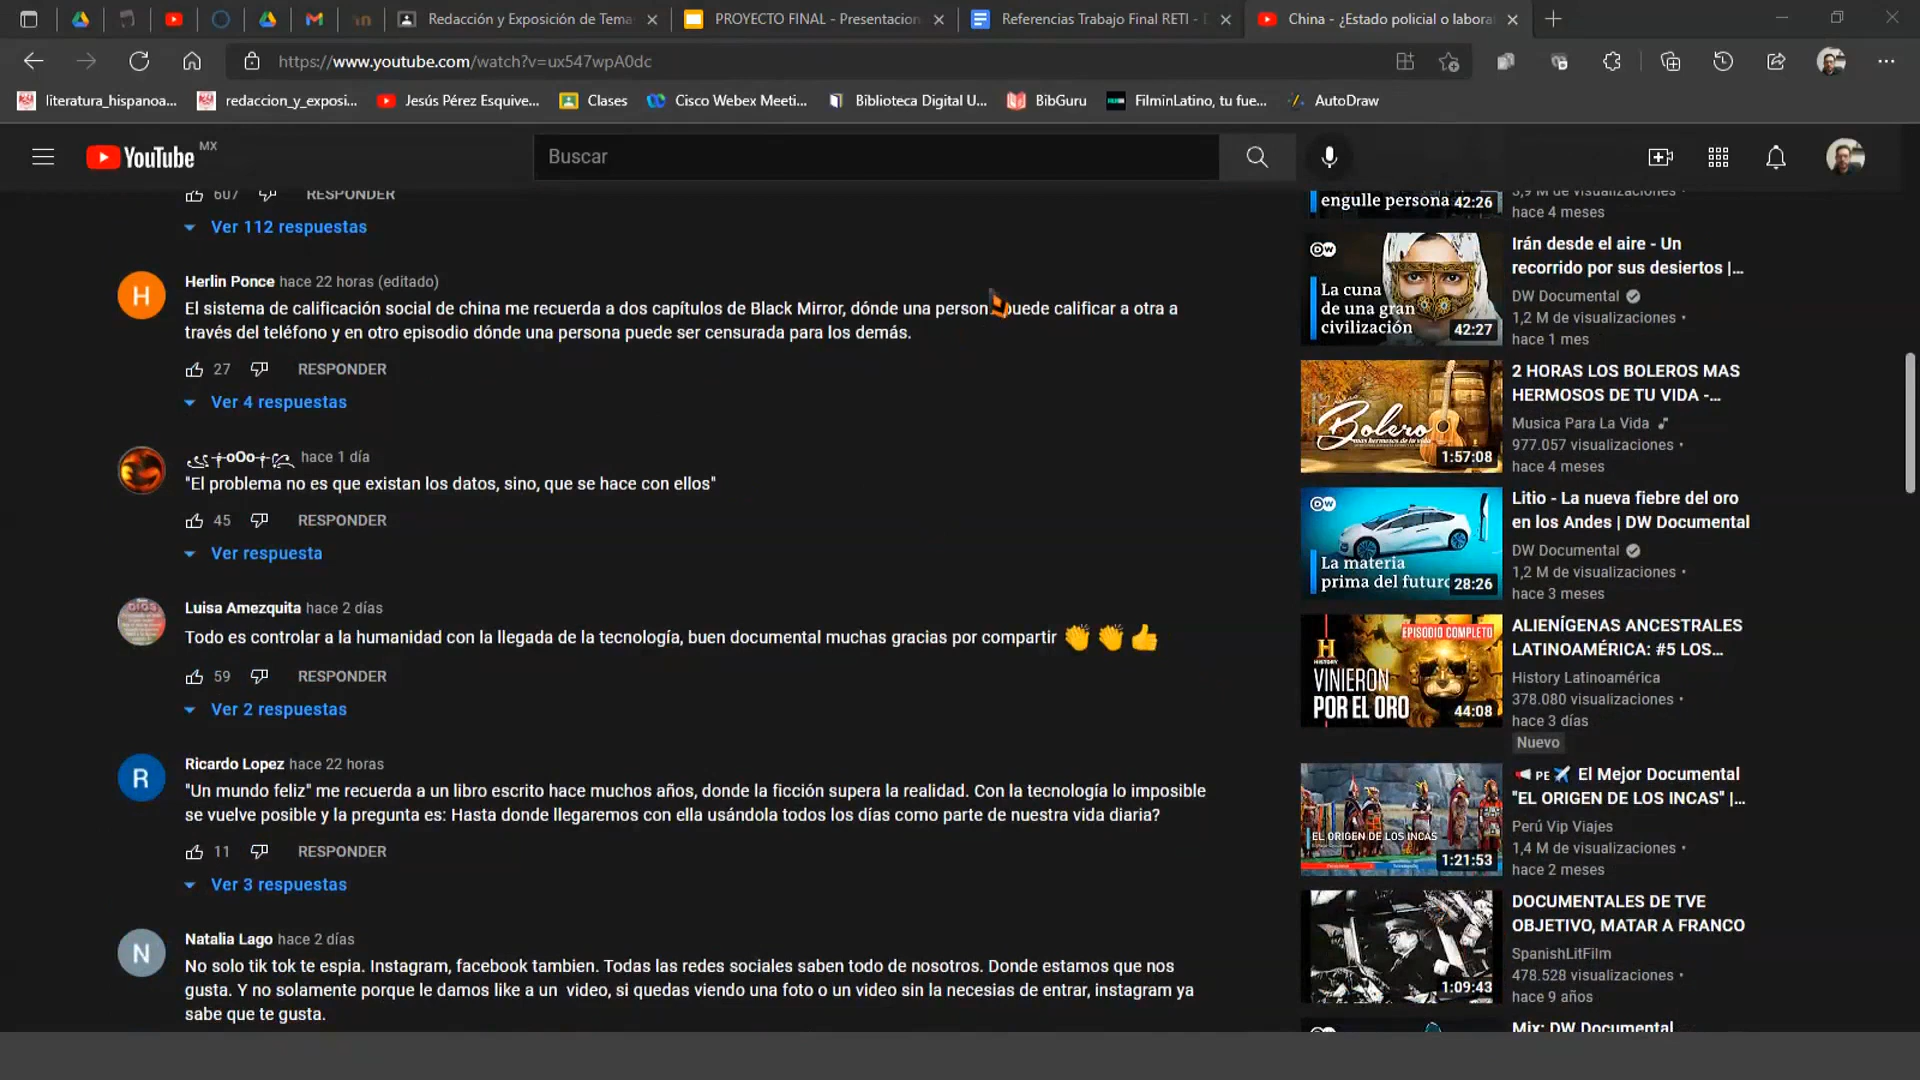 Redacción y Exposición de Tema
PROYECTO FINAL - Presentacion
Referencias Trabajo Final RETI -
China - ¿Estado policial o labora
https://www.youtube.com/watch?v=ux547wpA0dc
literatura_hispanoa...
redaccion_y_exposi...
Jesús Pérez Esquive...
Clases
Cisco Webex Meeti...
Biblioteca Digital U...
BibGuru
FilminLatino, tu fue...
AutoDraw
YouTube MX
Buscar
607 RESPONDER
Ver 112 respuestas
Herlin Ponce hace 22 horas (editado)
El sistema de calificación social de china me recuerda a dos capítulos de Black Mirror, dónde una person puede calificar a otra a
través del teléfono y en otro episodio dónde una persona puede ser censurada para los demás.
27 RESPONDER
Ver 4 respuestas
oOo hace 1 día
"El problema no es que existan los datos, sino, que se hace con ellos"
45 RESPONDER
Ver respuesta
Luisa Amezquita hace 2 días
Todo es controlar a la humanidad con la llegada de la tecnología, buen documental muchas gracias por compartir 👏 👏 👍
59 RESPONDER
Ver 2 respuestas
R
Ricardo Lopez hace 22 horas
"Un mundo feliz" me recuerda a un libro escrito hace muchos años, donde la ficción supera la realidad. Con la tecnología lo imposible
se vuelve posible y la pregunta es: Hasta donde llegaremos con ella usándola todos los días como parte de nuestra vida diaria?
11 RESPONDER
Ver 3 respuestas
N
Natalia Lago hace 2 días
No solo tik tok te espia. Instagram, facebook tambien. Todas las redes sociales saben todo de nosotros. Donde estamos que nos
gusta. Y no solamente porque le damos like a un video, si quedas viendo una foto o un video sin la necesias de entrar, instagram ya
sabe que te gusta.
engulle persona 42:26
3,9 M de visualizaciones •
hace 4 meses
DW
La cuna
de una gran
civilización
42:27
Irán desde el aire - Un
recorrido por sus desiertos |...
DW Documental
1,2 M de visualizaciones •
hace 1 mes
Bolero
mas hermosos de tu vida
1:57:08
2 HORAS LOS BOLEROS MAS
HERMOSOS DE TU VIDA -...
Musica Para La Vida
977.057 visualizaciones •
hace 4 meses
DW
La materia
prima del futuro
28:26
Litio - La nueva fiebre del oro
en los Andes | DW Documental
DW Documental
1,2 M de visualizaciones •
hace 3 meses
EPISODIO COMPLETO
H
HISTORY
VINIERON
POR EL ORO
44:08
ALIENÍGENAS ANCESTRALES
LATINOAMÉRICA: #5 LOS...
History Latinoamérica
378.080 visualizaciones •
hace 3 días
Nuevo
EL ORIGEN DE LOS INCAS
1:21:53
PE El Mejor Documental
"EL ORIGEN DE LOS INCAS" |...
Perú Vip Viajes
1,4 M de visualizaciones •
hace 2 meses
1:09:43
DOCUMENTALES DE TVE
OBJETIVO, MATAR A FRANCO
SpanishLitFilm
478.528 visualizaciones •
hace 9 años
Mix: DW Documental